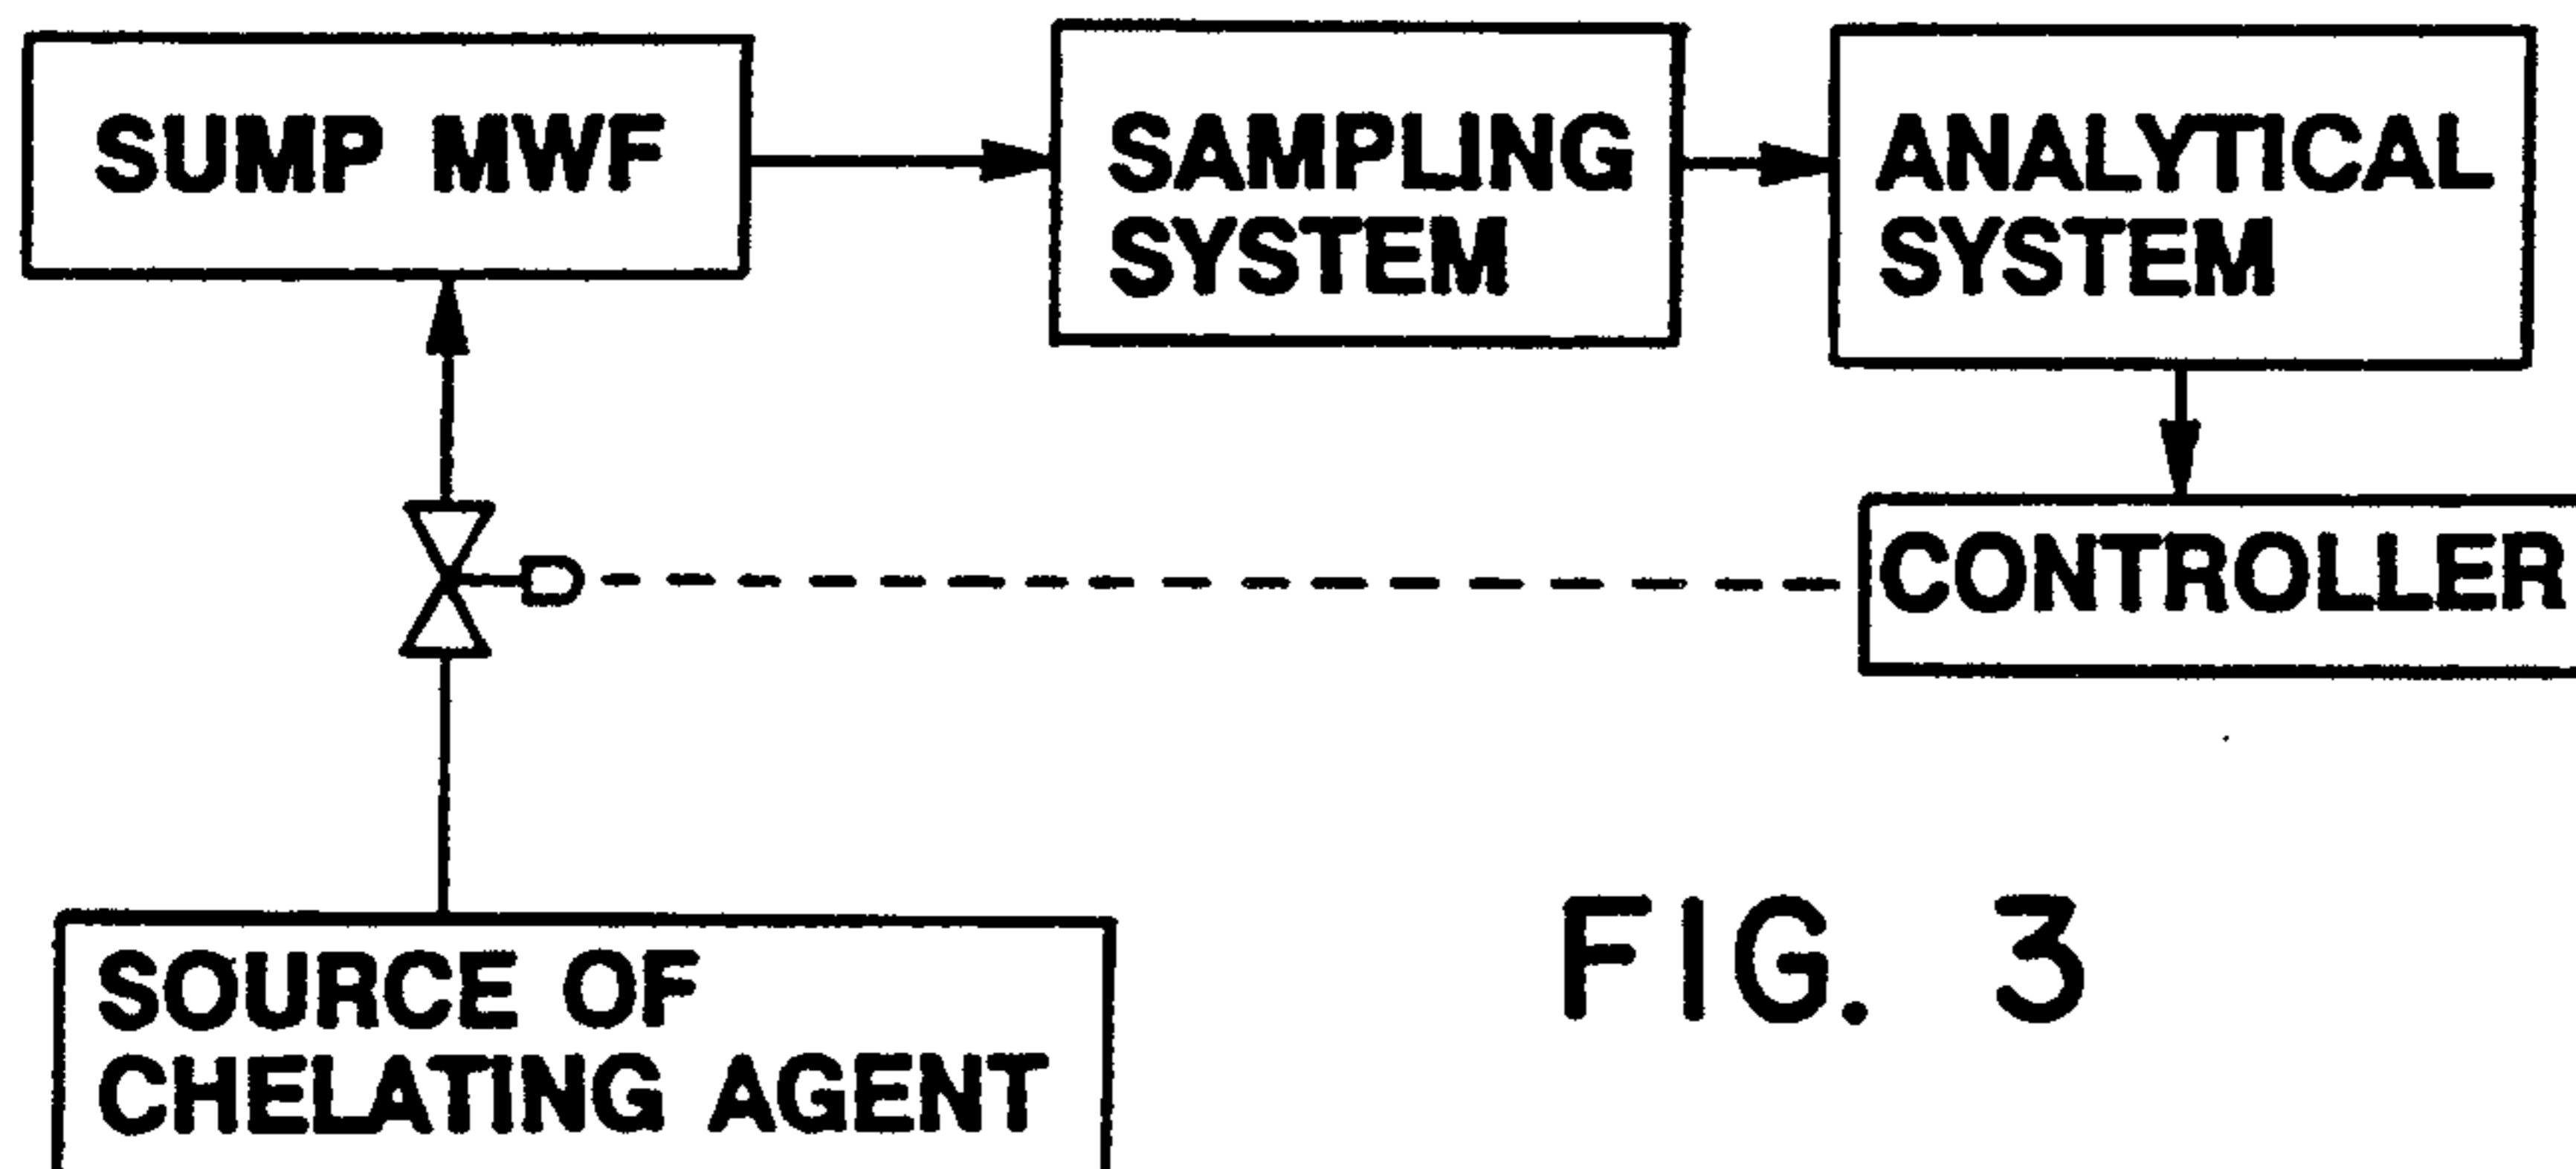 SUMP MWF
SAMPLING
SYSTEM
ANALYTICAL
SYSTEM
CONTROLLER
SOURCE OF
CHELATING AGENT
FIG. 3